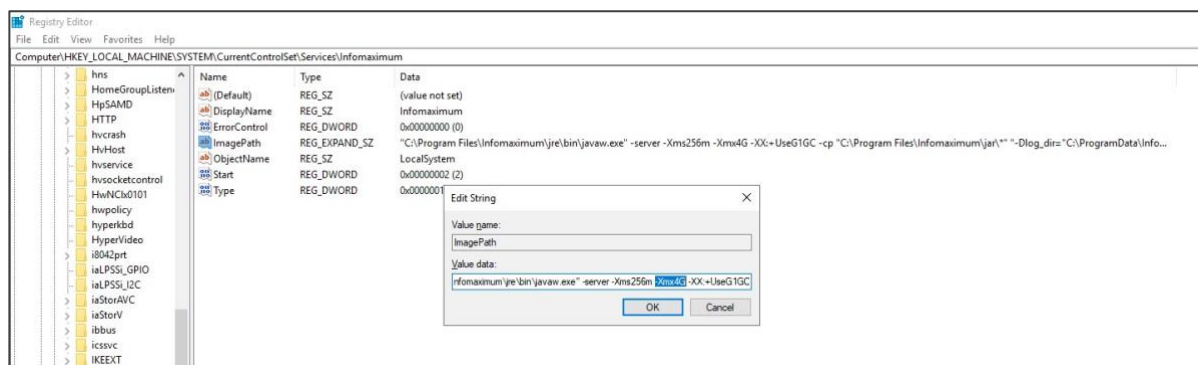 Registry Editor
File Edit View Favorites Help
Computer\HKEY_LOCAL_MACHINE\SYSTEM\CurrentControlSet\Services\Infomaximum
hns
HomeGroupListen
HpSAMD
HTTP
hvcrash
HvHost
hvservice
hvsocketcontrol
HwNClx0101
hwpolicy
hyperkbd
HyperVideo
i8042prt
iaLPSSi_GPIO
iaLPSSi_I2C
iaStorAVC
iaStorV
ibbus
icssvc
IKEEXT
Name Type Data
(Default) REG_SZ (value not set)
DisplayName REG_SZ Infomaximum
ErrorControl REG_DWORD 0x00000000 (0)
ImagePath REG_EXPAND_SZ "C:\Program Files\Infomaximum\jre\bin\javaw.exe" -server -Xms256m -Xmx4G -XX:+UseG1GC -cp "C:\Program Files\Infomaximum\jar\*" "-Dlog_dir="C:\ProgramData\Info...
ObjectName REG_SZ LocalSystem
Start REG_DWORD 0x00000002 (2)
Type REG_DWORD 0x0000001
Edit String
Value name:
ImagePath
Value data:
nfomaximum\jre\bin\javaw.exe" -server -Xms256m -Xmx4G -XX:+UseG1GC
OK Cancel